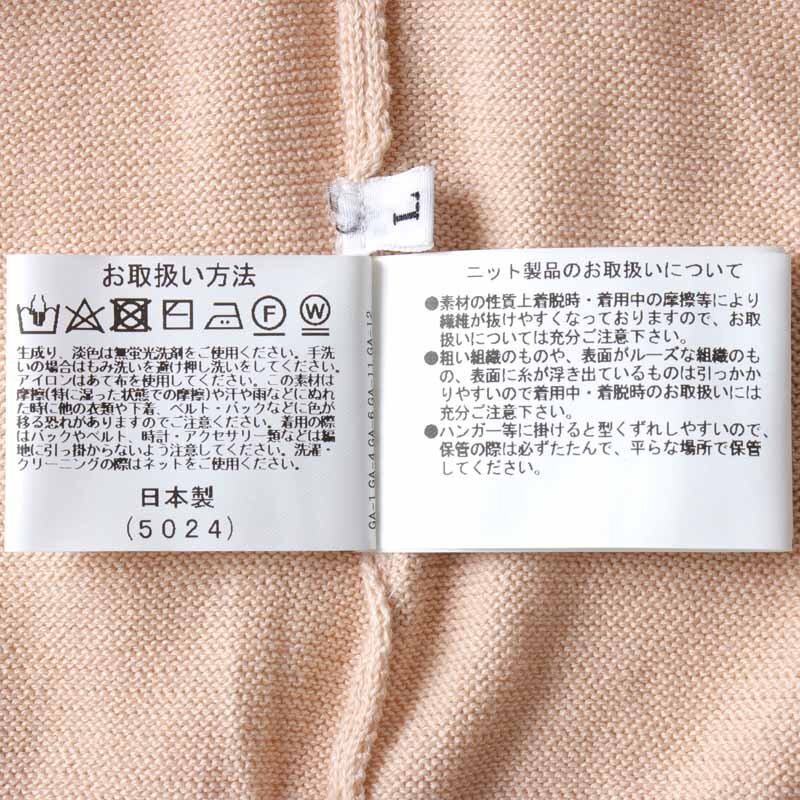 L
お取扱い方法
F
W
生成り、淡色は無蛍光洗剤をご使用ください。手洗
いの場合はもみ洗いを避け押し洗いをしてください。
アイロンはあて布を使用してください。この素材は
摩擦(特に湿った状態での摩擦)や汗や雨などにぬれ
た時に他の衣類や下着、ベルト・バックなどに色が
移る恐れがありますのでご注意ください。着用の際
はバックやベルト、時計・アクセサリー類などは編
地に引っ掛からないよう注意してください。洗濯・
クリーニングの際はネットをご使用ください。
日本製
(5024)
GA-1 GA-4 GA-6 GA-11 GA-12
ニット製品のお取扱いについて
●素材の性質上着脱時・着用中の摩擦等により
繊維が抜けやすくなっておりますので、お取
扱いについては充分ご注意下さい。
●粗い組織のものや、表面がルーズな組織のも
の、表面に糸が浮き出ているものは引っかか
りやすいので着用中・着脱時のお取扱いには
充分ご注意ください。
●ハンガー等に掛けると型くずれしやすいので、
保管の際は必ずたたんで、平らな場所で保管
してください。